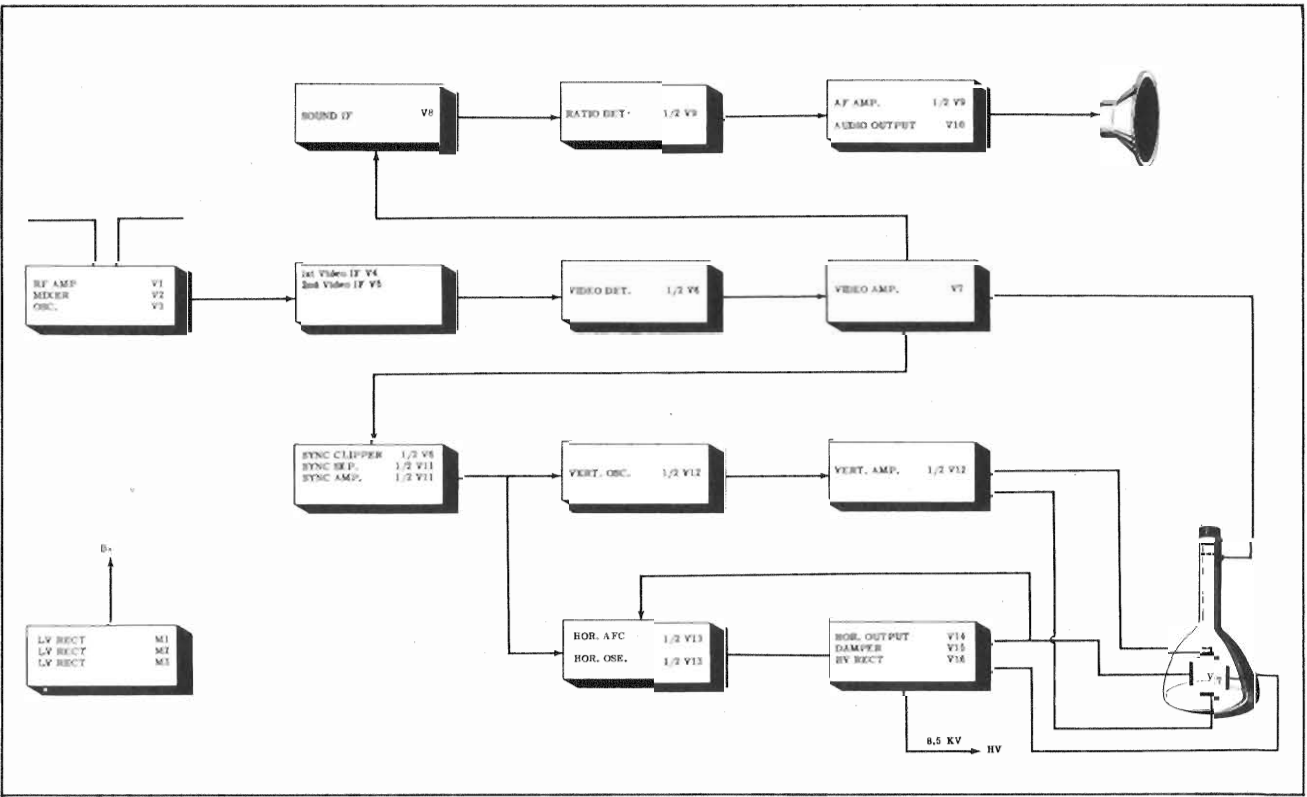 SOUND IF V8
RATIO DET. 1/2 V9
AF AMP. 1/2 V9
AUDIO OUTPUT V10
RF AMP V1
MIXER V2
OSC. V3
1st Video IF V4
2nd Video IF V5
VIDEO DET. 1/2 V6
VIDEO AMP. V7
SYNC CLIPPER 1/2 V6
SYNC SEP. 1/2 V11
SYNC AMP. 1/2 V11
VERT. OSC. 1/2 V12
VERT. AMP. 1/2 V12
B+
LV RECT M1
LV RECT M2
LV RECT M3
HOR. AFC 1/2 V13
HOR. OSE. 1/2 V13
HOR. OUTPUT V14
DAMPER V15
HV RECT V16
8.5 KV
HV